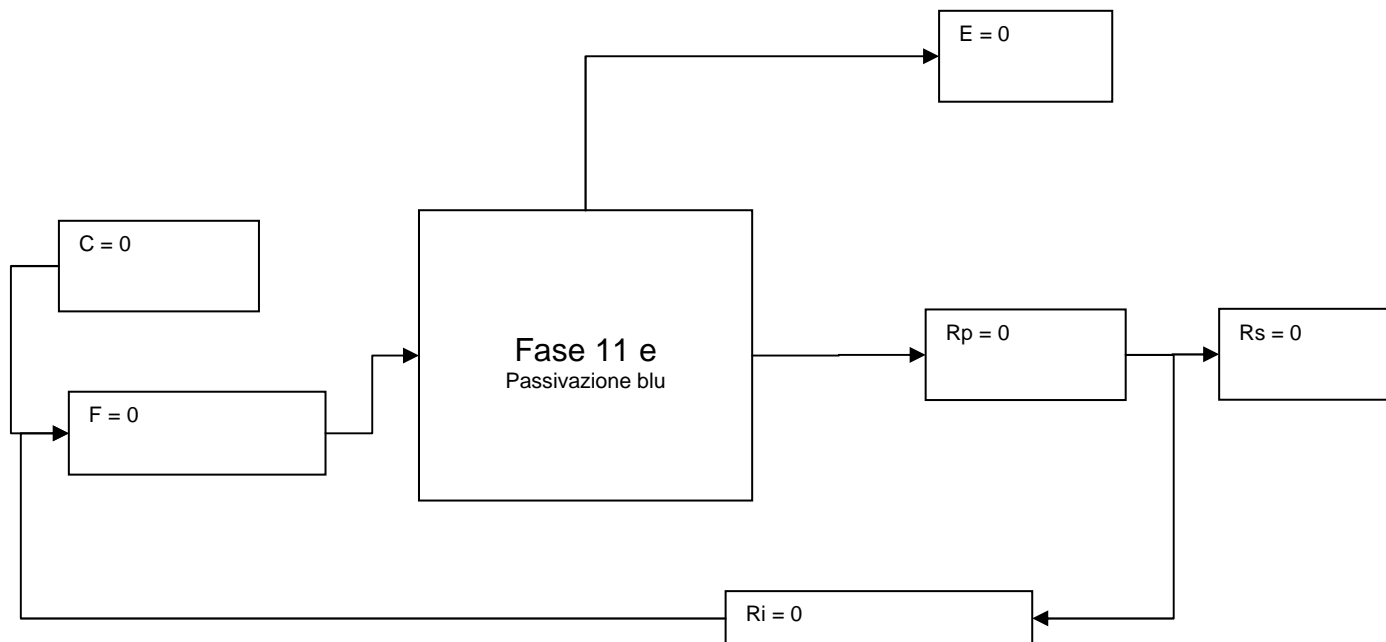 E = 0
C = 0
Fase 11 e
Passivazione blu
Rp = 0
Rs = 0
F = 0
Ri = 0